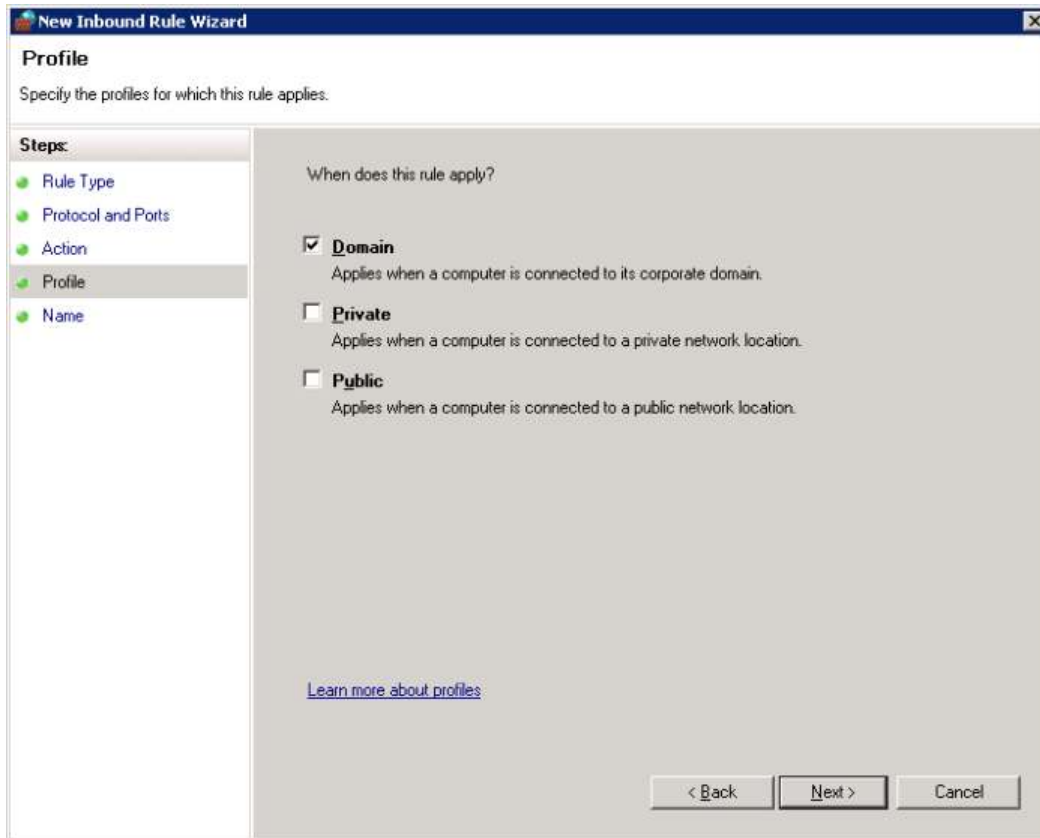 New Inbound Rule Wizard
Profile
Specify the profiles for which this rule applies.
Steps:
Rule Type
Protocol and Ports
Action
Profile
Name
When does this rule apply?
Domain
Applies when a computer is connected to its corporate domain.
Private
Applies when a computer is connected to a private network location.
Public
Applies when a computer is connected to a public network location.
Learn more about profiles
< Back
Next >
Cancel